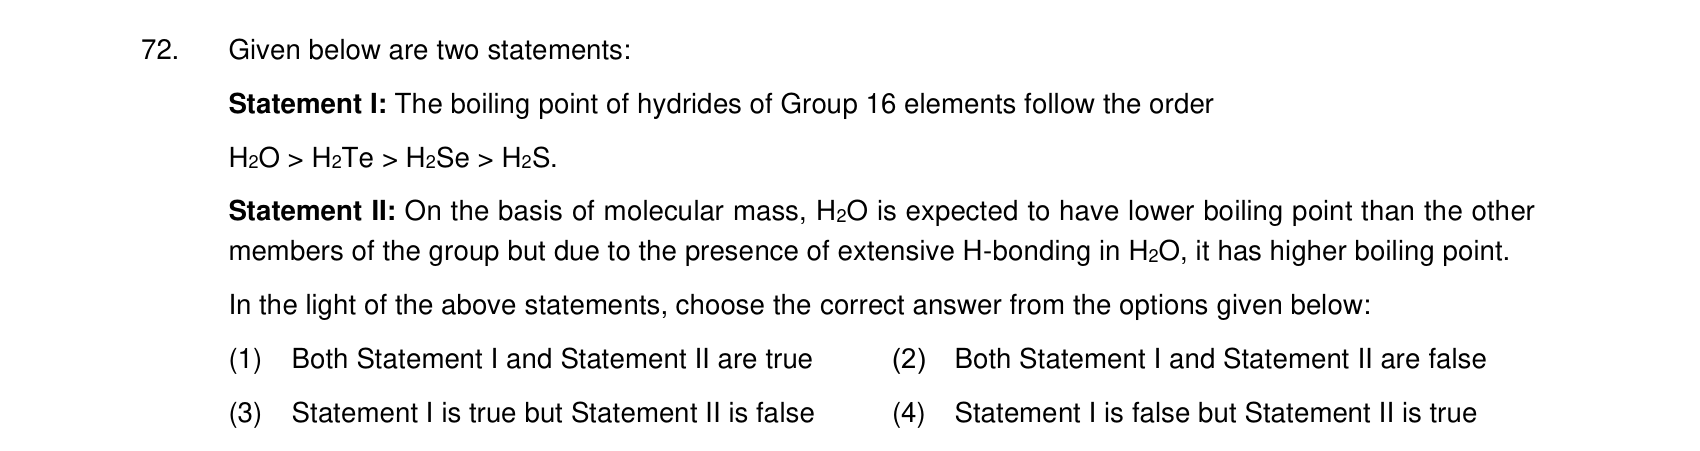 72. Given below are two statements:
Statement I: The boiling point of hydrides of Group 16 elements follow the order
H₂O > H₂Te > H₂Se > H₂S.
Statement II: On the basis of molecular mass, H₂O is expected to have lower boiling point than the other
members of the group but due to the presence of extensive H-bonding in H₂O, it has higher boiling point.
In the light of the above statements, choose the correct answer from the options given below:
(1) Both Statement I and Statement II are true (2) Both Statement I and Statement II are false
(3) Statement I is true but Statement II is false (4) Statement I is false but Statement II is true